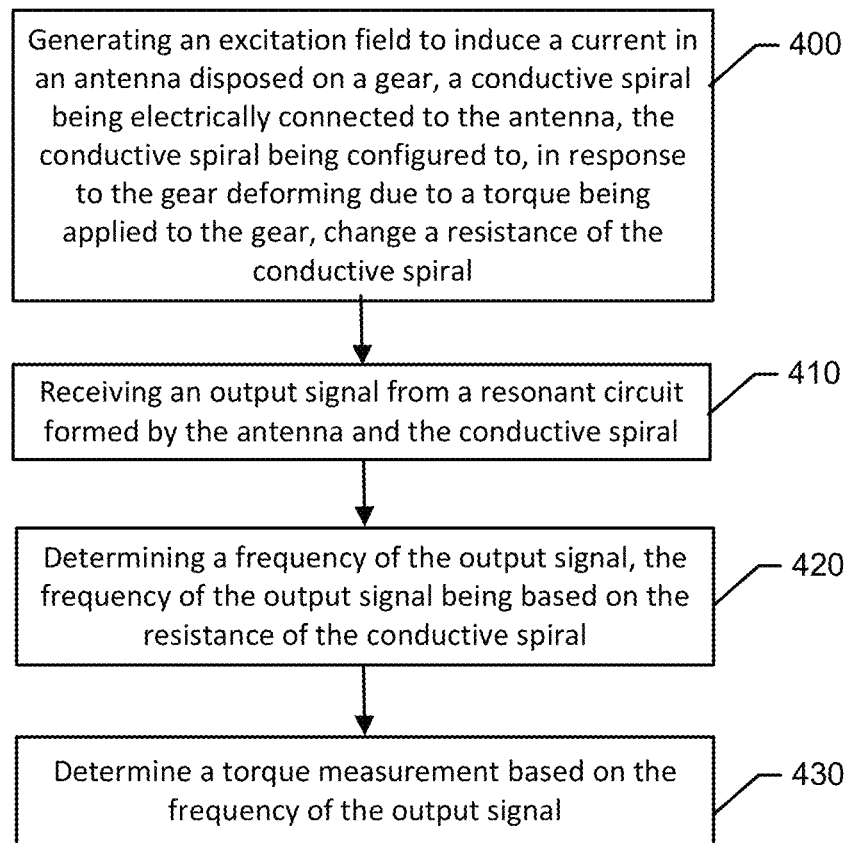 Generating an excitation field to induce a current in
an antenna disposed on a gear, a conductive spiral
being electrically connected to the antenna, the
conductive spiral being configured to, in response
to the gear deforming due to a torque being
applied to the gear, change a resistance of the
conductive spiral
400
Receiving an output signal from a resonant circuit
formed by the antenna and the conductive spiral
410
Determining a frequency of the output signal, the
frequency of the output signal being based on the
resistance of the conductive spiral
420
Determine a torque measurement based on the
frequency of the output signal
430